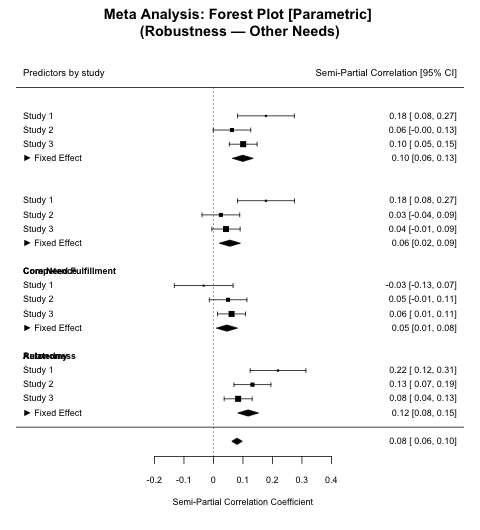 Meta Analysis: Forest Plot [Parametric]
(Robustness — Other Needs)
Predictors by study Semi-Partial Correlation [95% CI]
Study 1 0.18 [ 0.08, 0.27]
Study 2 0.06 [-0.00, 0.13]
Study 3 0.10 [ 0.05, 0.15]
► Fixed Effect 0.10 [0.06, 0.13]
Study 1 0.18 [ 0.08, 0.27]
Study 2 0.03 [-0.04, 0.09]
Study 3 0.04 [-0.01, 0.09]
► Fixed Effect 0.06 [0.02, 0.09]
Core Need Fulfillment
Competence
Study 1 -0.03 [-0.13, 0.07]
Study 2 0.05 [-0.01, 0.11]
Study 3 0.06 [ 0.01, 0.11]
► Fixed Effect 0.05 [0.01, 0.08]
Relatedness
Study 1 0.22 [ 0.12, 0.31]
Study 2 0.13 [ 0.07, 0.19]
Study 3 0.08 [ 0.04, 0.13]
► Fixed Effect 0.12 [0.08, 0.15]
0.08 [ 0.06, 0.10]
-0.2 -0.1 0 0.1 0.2 0.3 0.4
Semi-Partial Correlation Coefficient